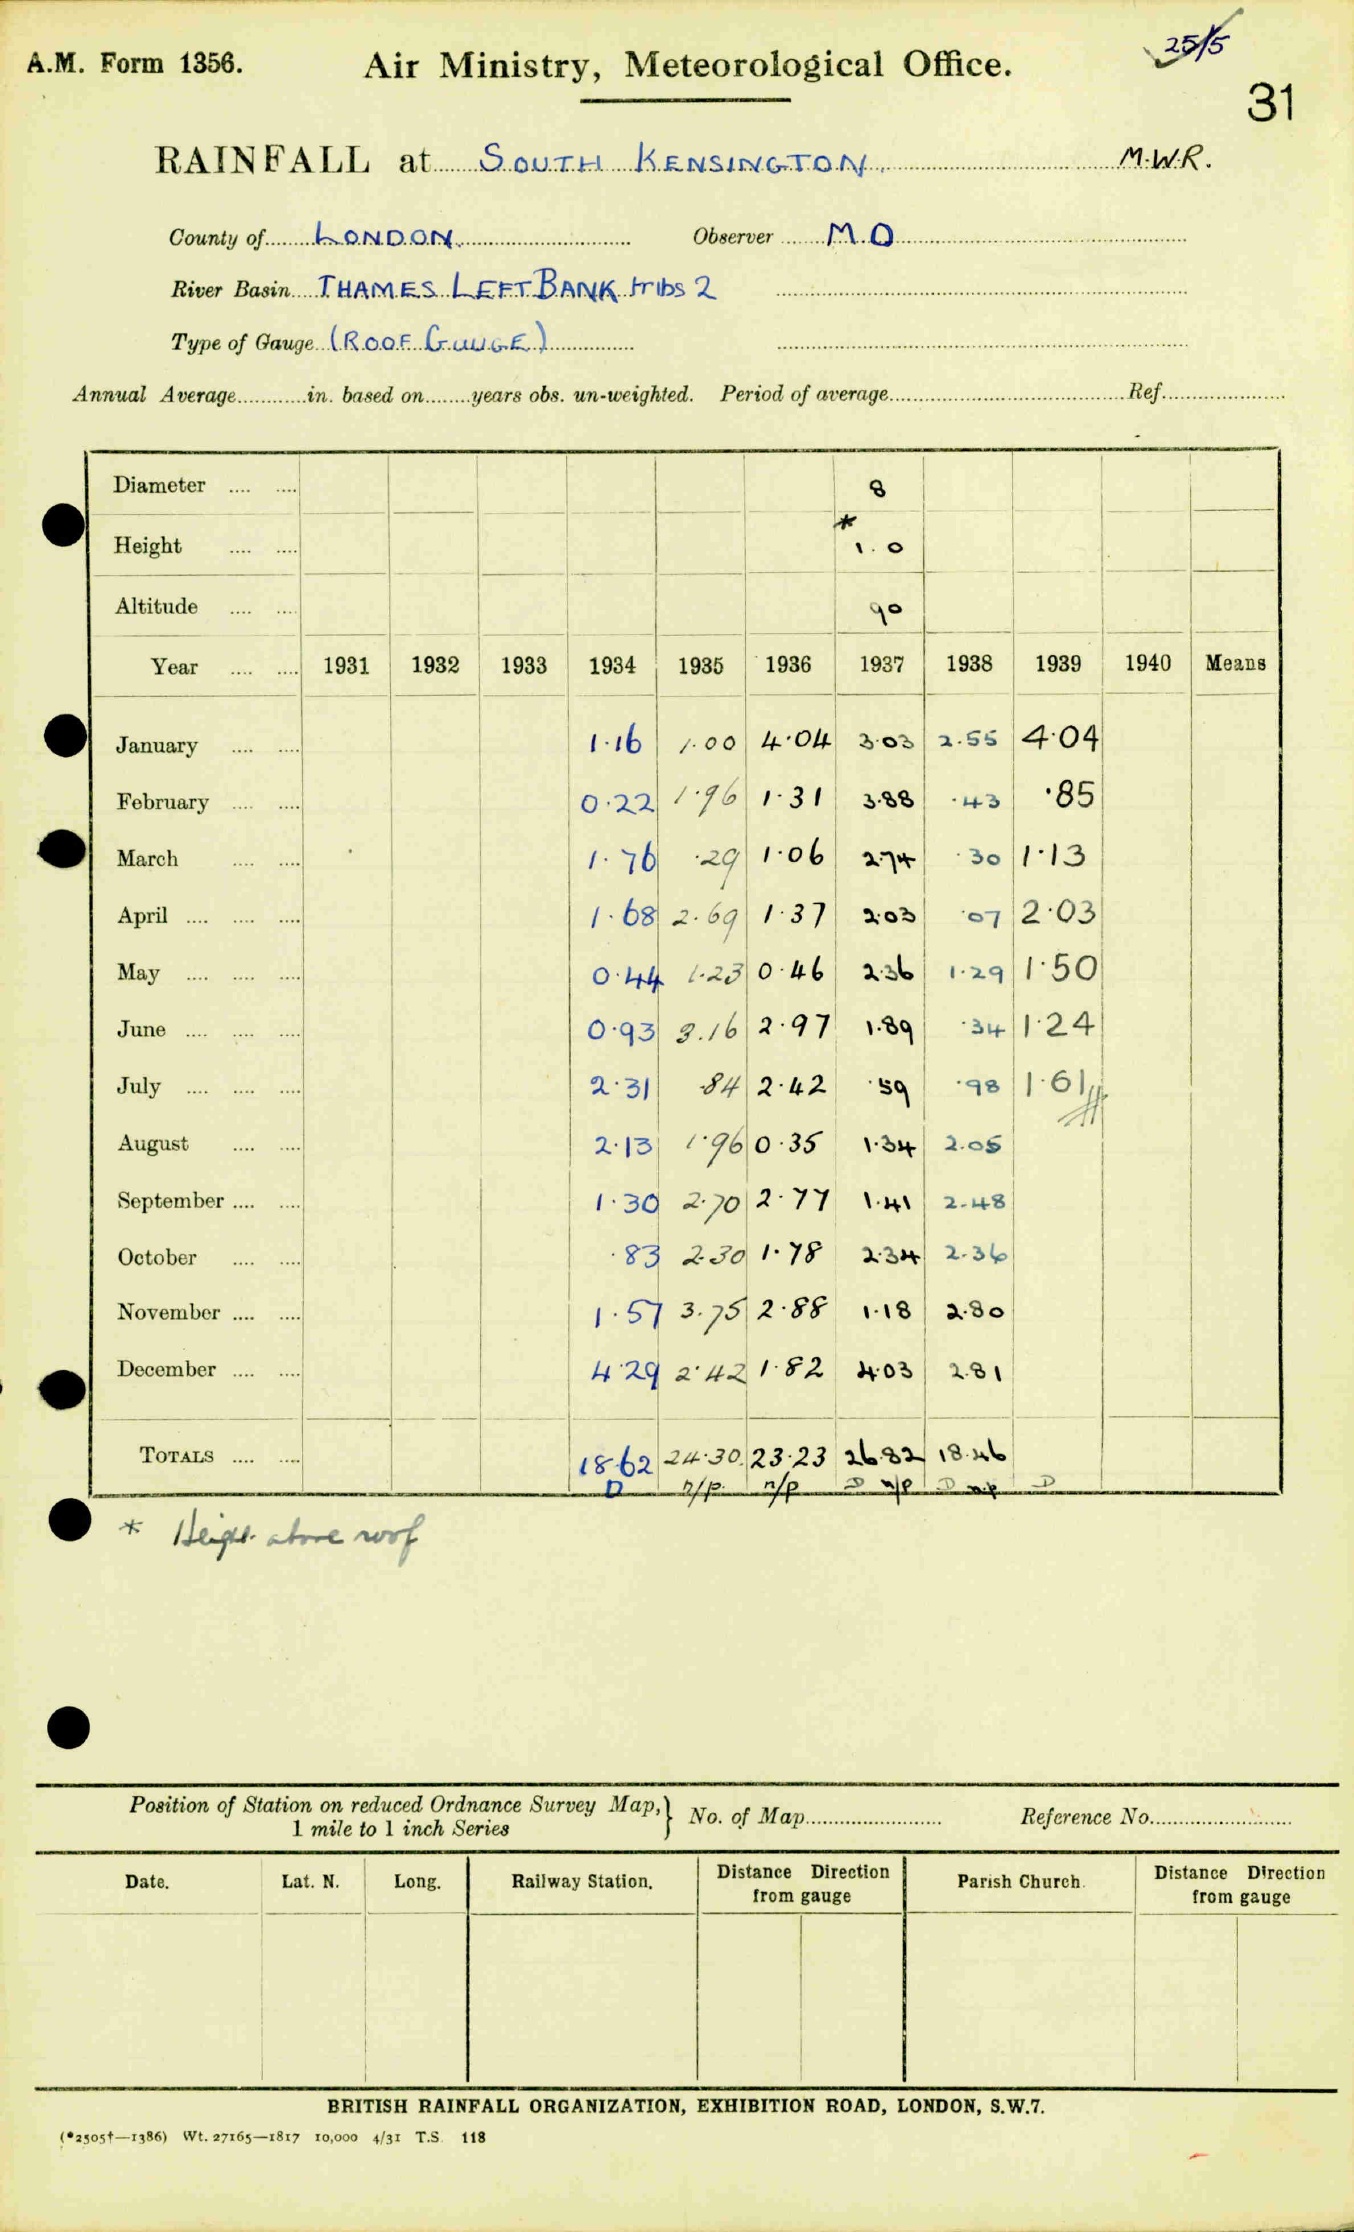 25/5
A.M. Form 1356. Air Ministry, Meteorological Office.
31
RAINFALL at SOUTH KENSINGTON. M.W.R.
County of LONDON. Observer M.O
River Basin THAMES LEFT BANK tribs 2
Type of Gauge (ROOF GAUGE)
Annual Average in. based on years obs. un-weighted. Period of average Ref.
Diameter .... .... 8
Height .... .... * 1.0
Altitude .... .... 90
Year .... .... 1931 1932 1933 1934 1935 1936 1937 1938 1939 1940 Means
January .... .... 1.16 1.00 4.04 3.03 2.55 4.04
February .... .... 0.22 1.96 1.31 3.88 .43 .85
March .... .... 1.76 .29 1.06 2.74 .30 1.13
April .... .... .... 1.68 2.69 1.37 2.03 .07 2.03
May .... .... .... 0.44 1.23 0.46 2.36 1.29 1.50
June .... .... .... 0.93 3.16 2.97 1.89 .34 1.24
July .... .... .... 2.31 .84 2.42 .59 .98 1.61
August .... .... 2.13 1.96 0.35 1.34 2.05
September .... .... 1.30 2.70 2.77 1.41 2.48
October .... .... .83 2.30 1.78 2.34 2.36
November .... .... 1.57 3.75 2.88 1.18 2.80
December .... .... 4.29 2.42 1.82 4.03 2.81
TOTALS .... .... 18.62 24.30 23.23 26.82 18.46
D n/p. n/p D n/p D n.p D
* Height above roof
Position of Station on reduced Ordnance Survey Map, } No. of Map Reference No.
1 mile to 1 inch Series
Date. Lat. N. Long. Railway Station. Distance Direction from gauge Parish Church. Distance Direction from gauge
BRITISH RAINFALL ORGANIZATION, EXHIBITION ROAD, LONDON, S.W.7.
(*2505†—1386) Wt. 27165—1817 10,000 4/31 T.S. 118